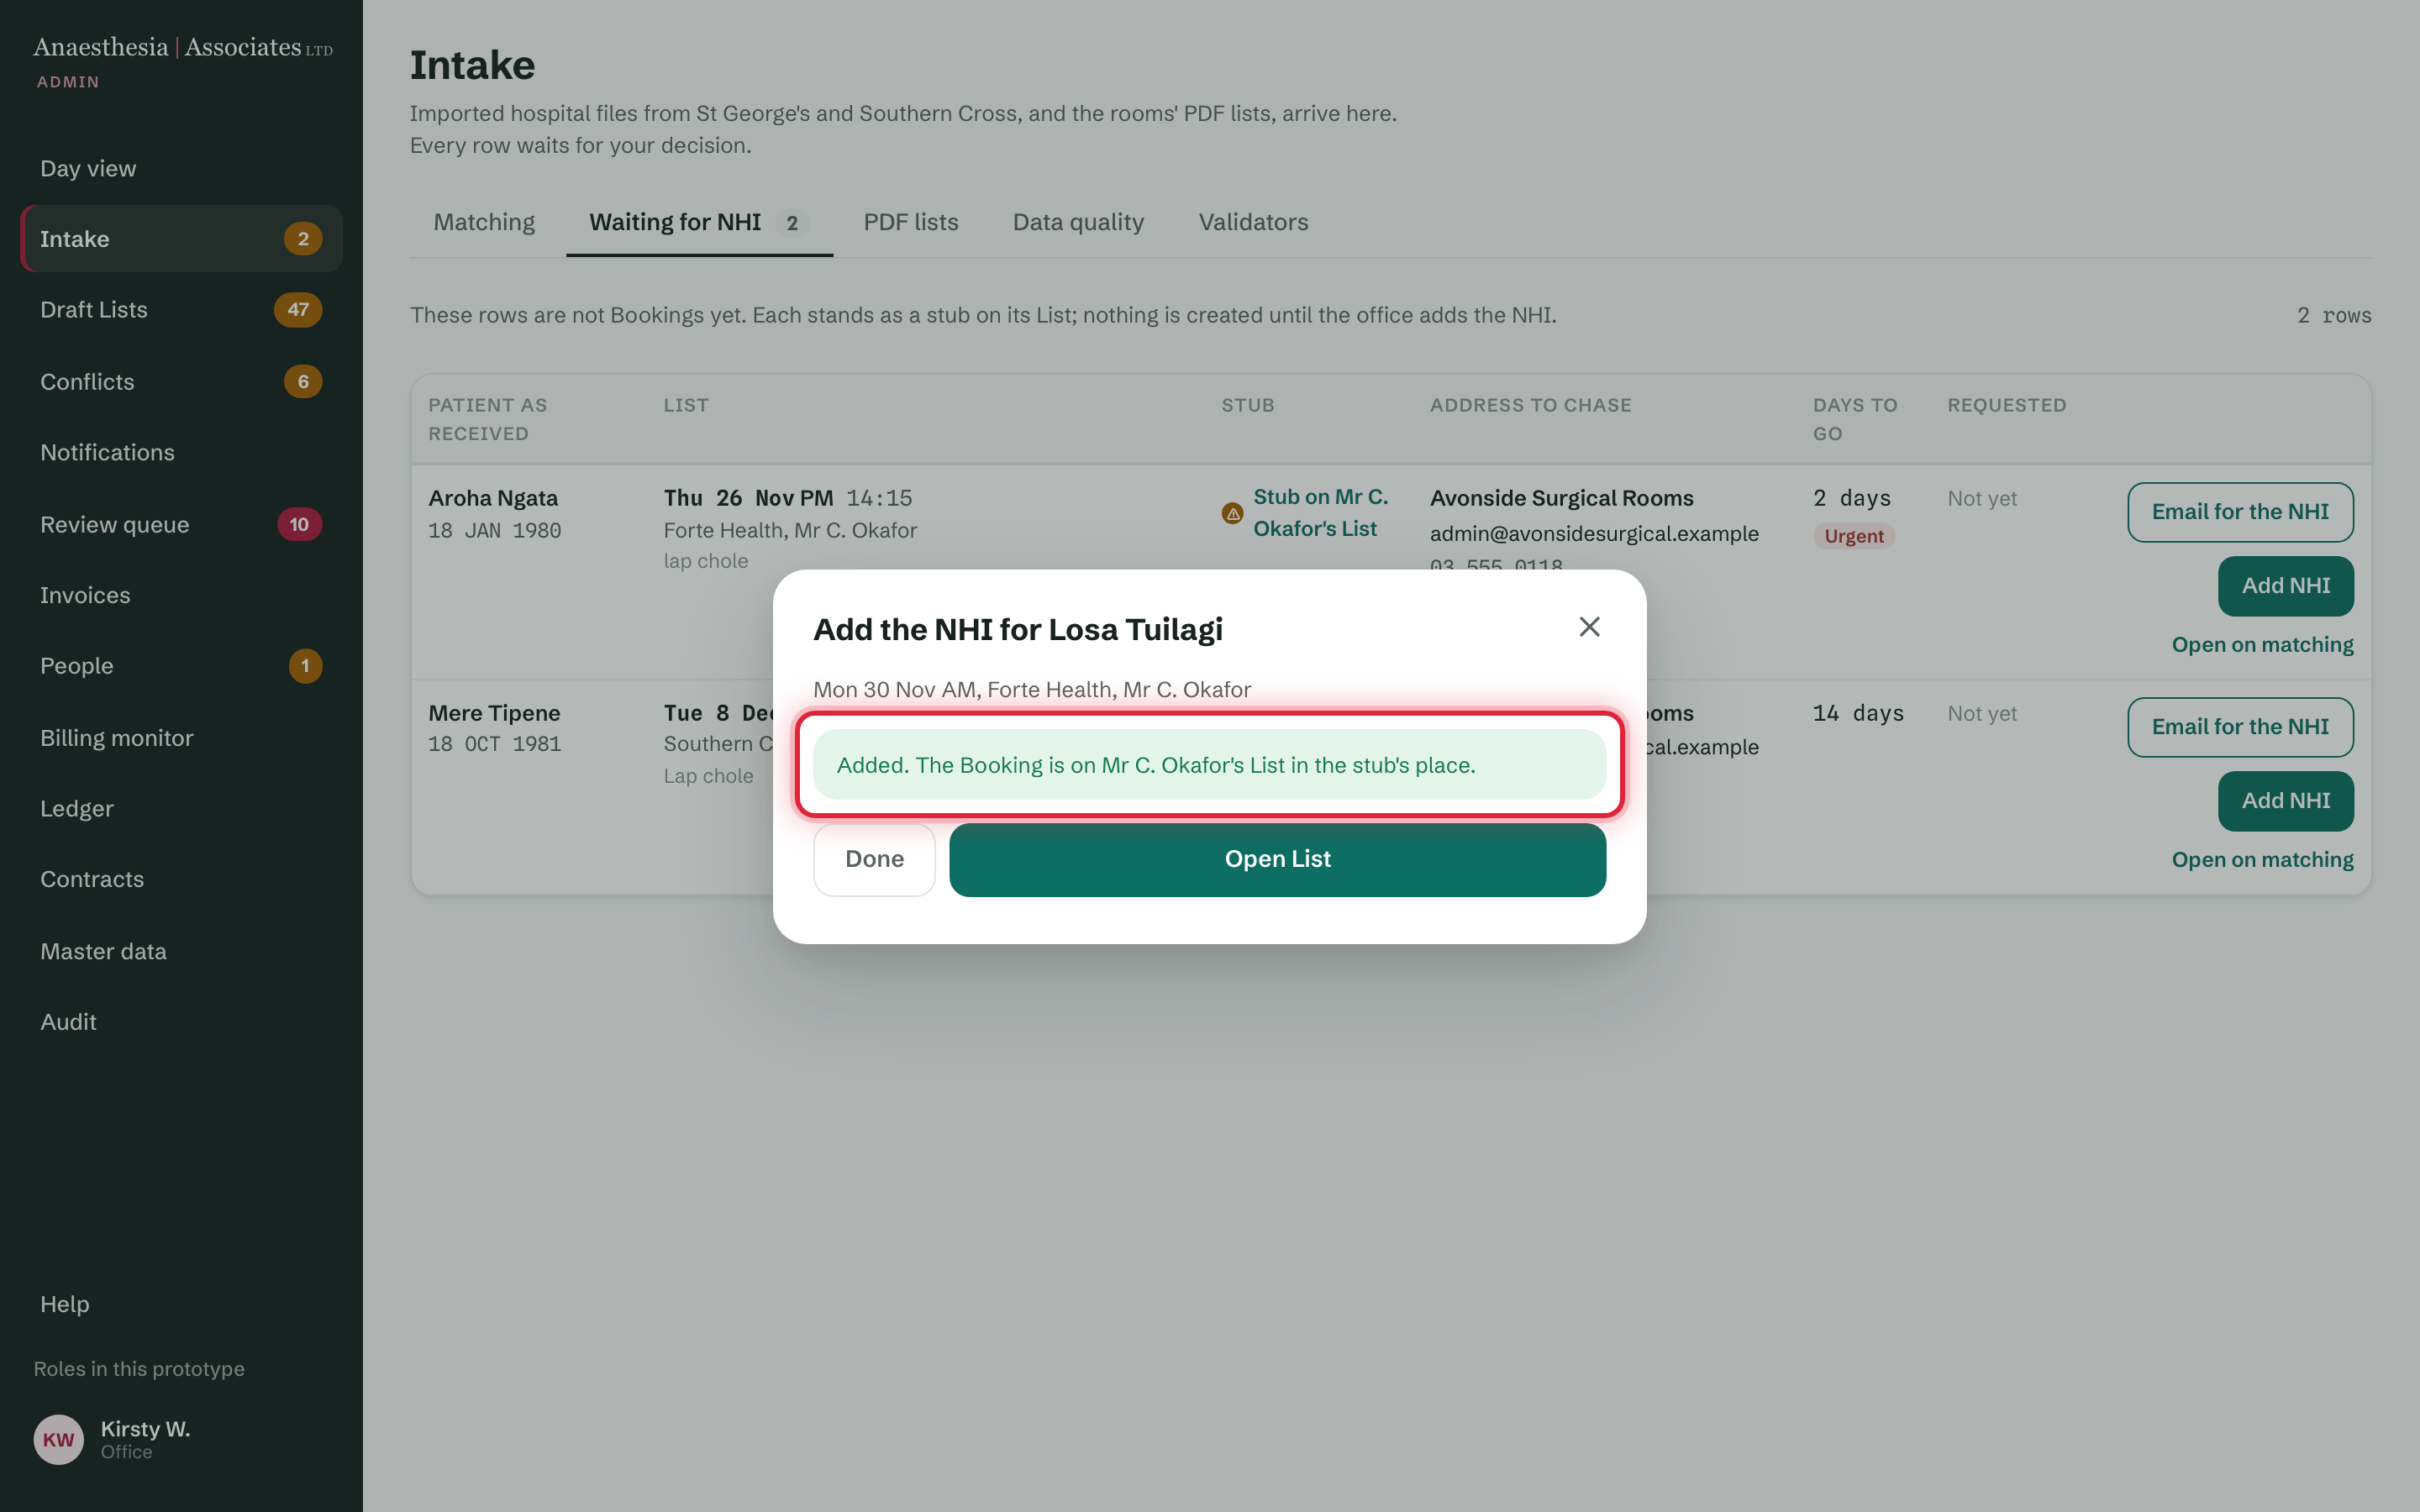 Anaesthesia | Associates LTD
ADMIN
Day view
Intake 2
Draft Lists 47
Conflicts 6
Notifications
Review queue 10
Invoices
People 1
Billing monitor
Ledger
Contracts
Master data
Audit
Help
Roles in this prototype
KW Kirsty W.
Office
Intake
Imported hospital files from St George's and Southern Cross, and the rooms' PDF lists, arrive here.
Every row waits for your decision.
Matching Waiting for NHI 2 PDF lists Data quality Validators
These rows are not Bookings yet. Each stands as a stub on its List; nothing is created until the office adds the NHI. 2 rows
PATIENT AS RECEIVED LIST STUB ADDRESS TO CHASE DAYS TO GO REQUESTED
Aroha Ngata
18 JAN 1980
Thu 26 Nov PM 14:15
Forte Health, Mr C. Okafor
lap chole
Stub on Mr C.
Okafor's List
Avonside Surgical Rooms
admin@avonsidesurgical.example
03 555 0118
2 days
Urgent
Not yet
Email for the NHI
Add NHI
Open on matching
Mere Tipene
18 OCT 1981
Tue 8 Dec
Southern C
Lap chole
ooms
cal.example
14 days
Not yet
Email for the NHI
Add NHI
Open on matching
Add the NHI for Losa Tuilagi
Mon 30 Nov AM, Forte Health, Mr C. Okafor
Added. The Booking is on Mr C. Okafor's List in the stub's place.
Done Open List